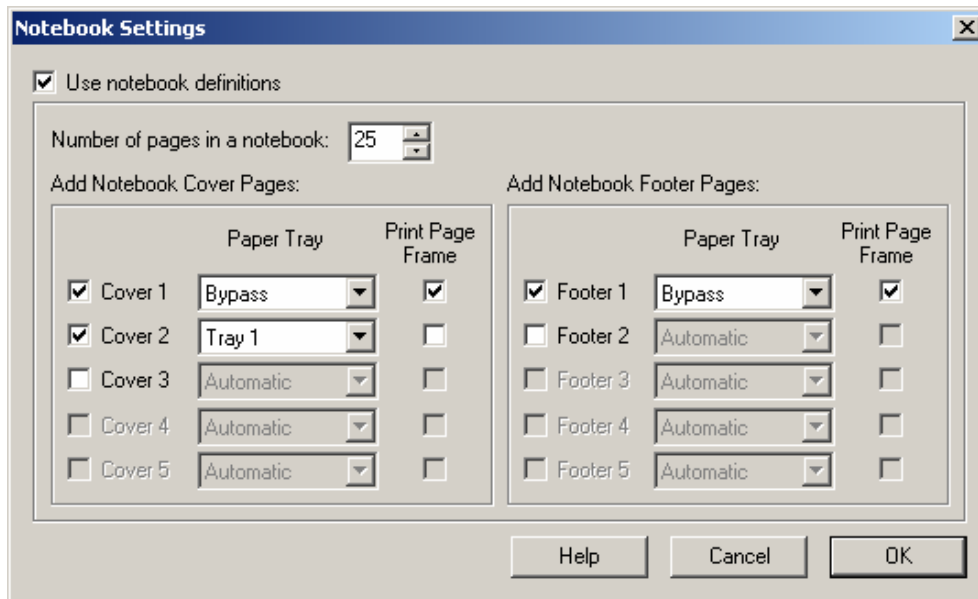 Notebook Settings
Use notebook definitions
Number of pages in a notebook: 25
Add Notebook Cover Pages:
Paper Tray Print Page
Frame
Cover 1 Bypass
Cover 2 Tray 1
Cover 3 Automatic
Cover 4 Automatic
Cover 5 Automatic
Add Notebook Footer Pages:
Paper Tray Print Page
Frame
Footer 1 Bypass
Footer 2 Automatic
Footer 3 Automatic
Footer 4 Automatic
Footer 5 Automatic
Help Cancel OK